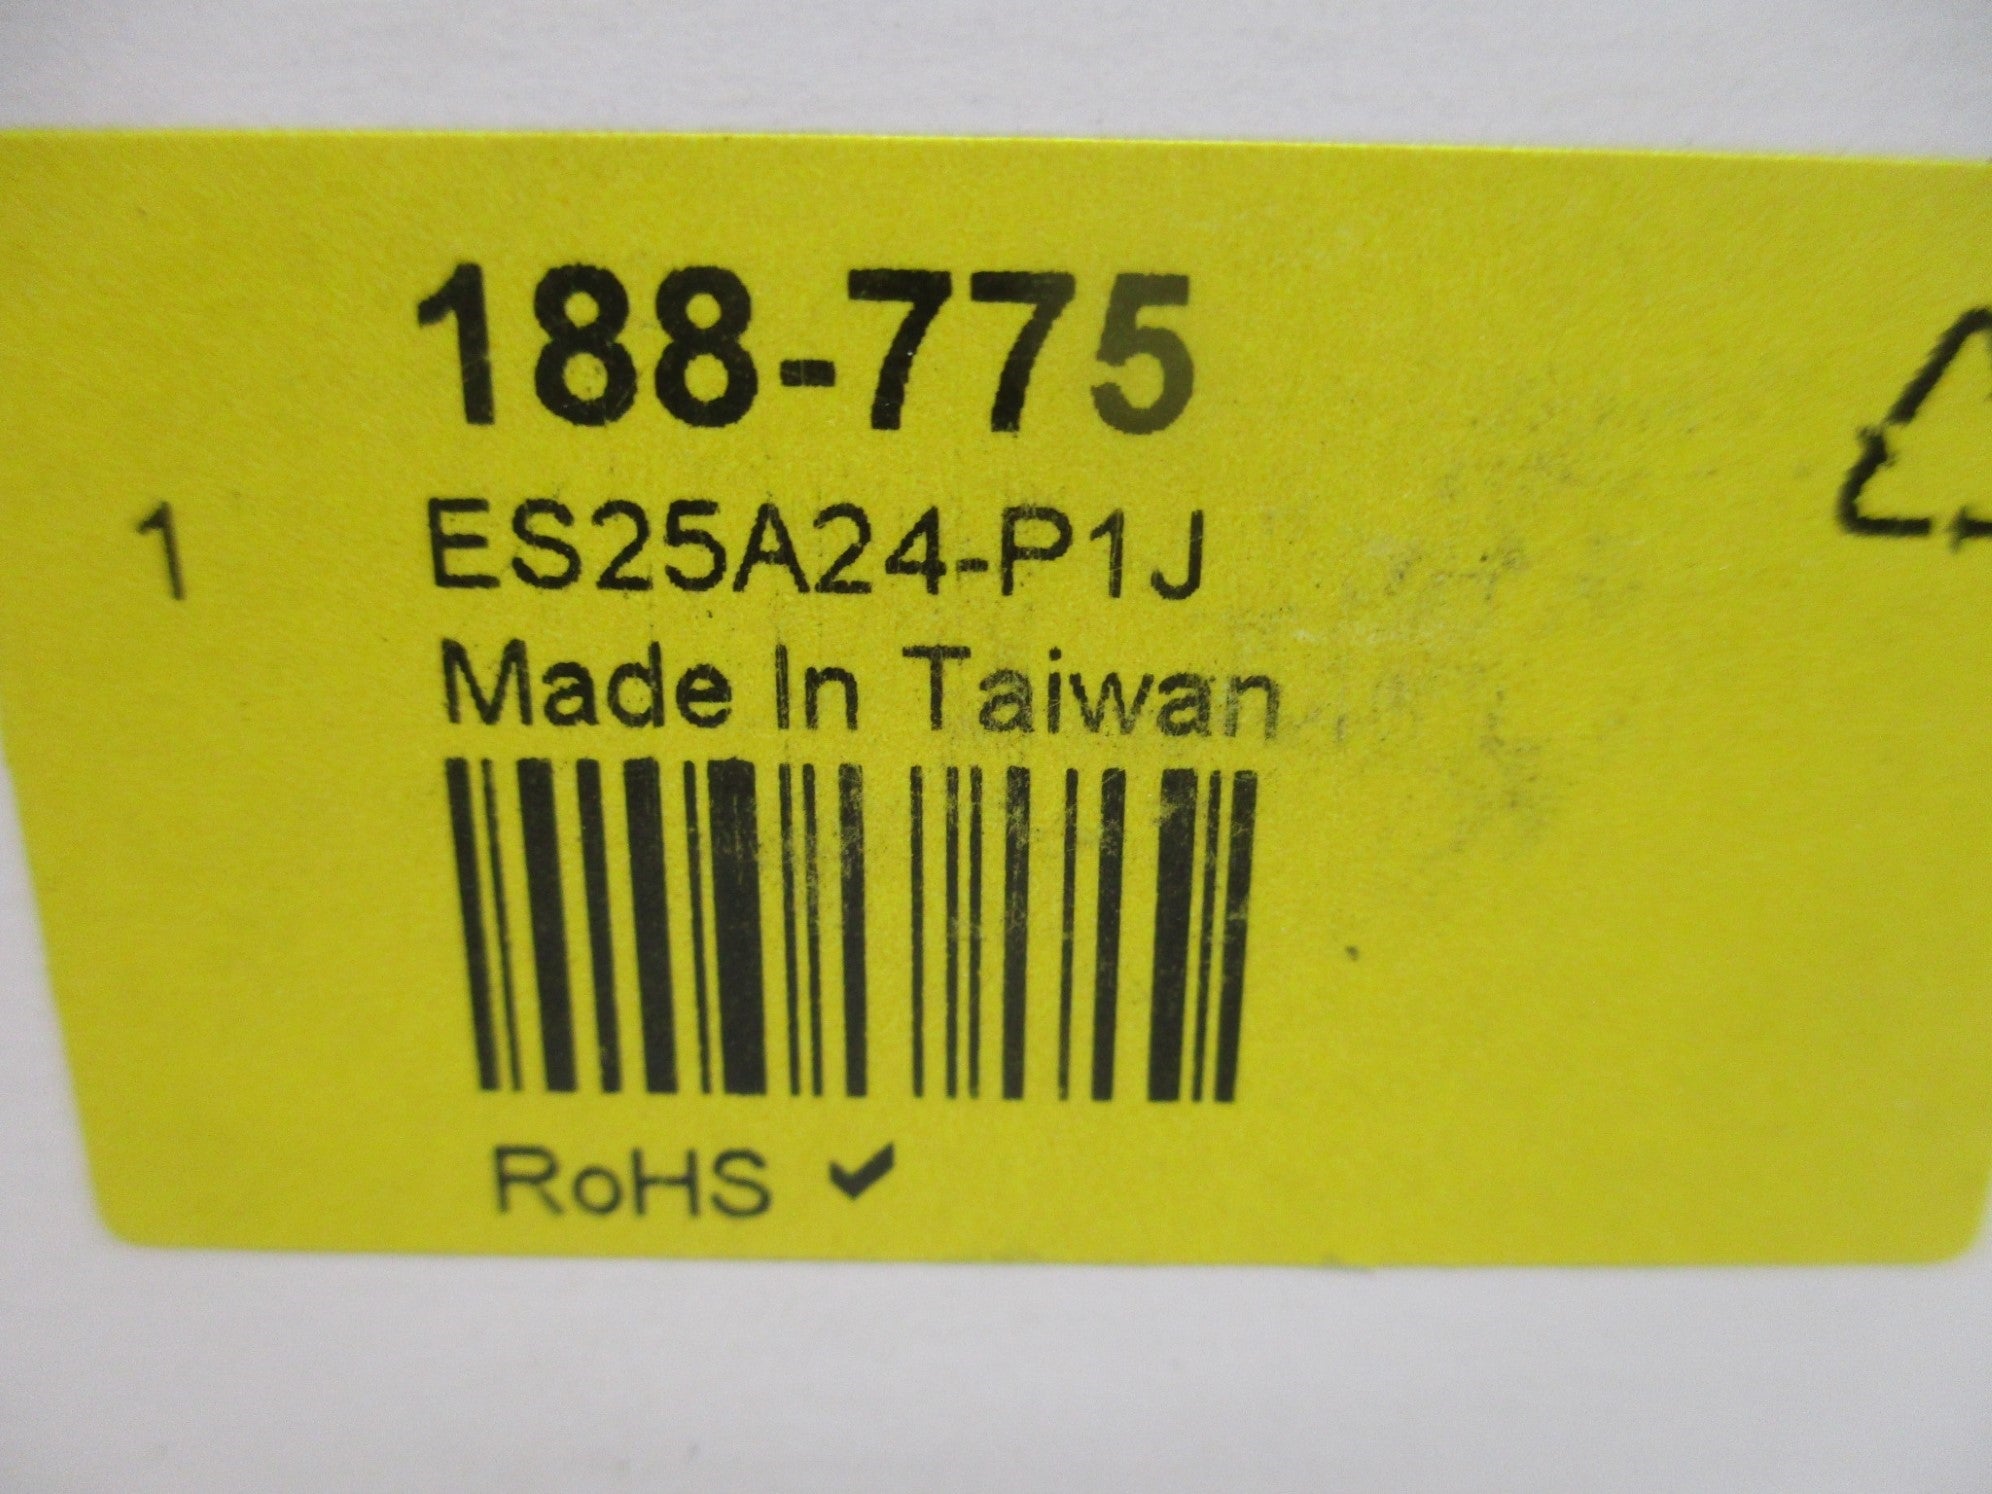 188-775
1 ES25A24-P1J
Made In Taiwan
RoHS ✔